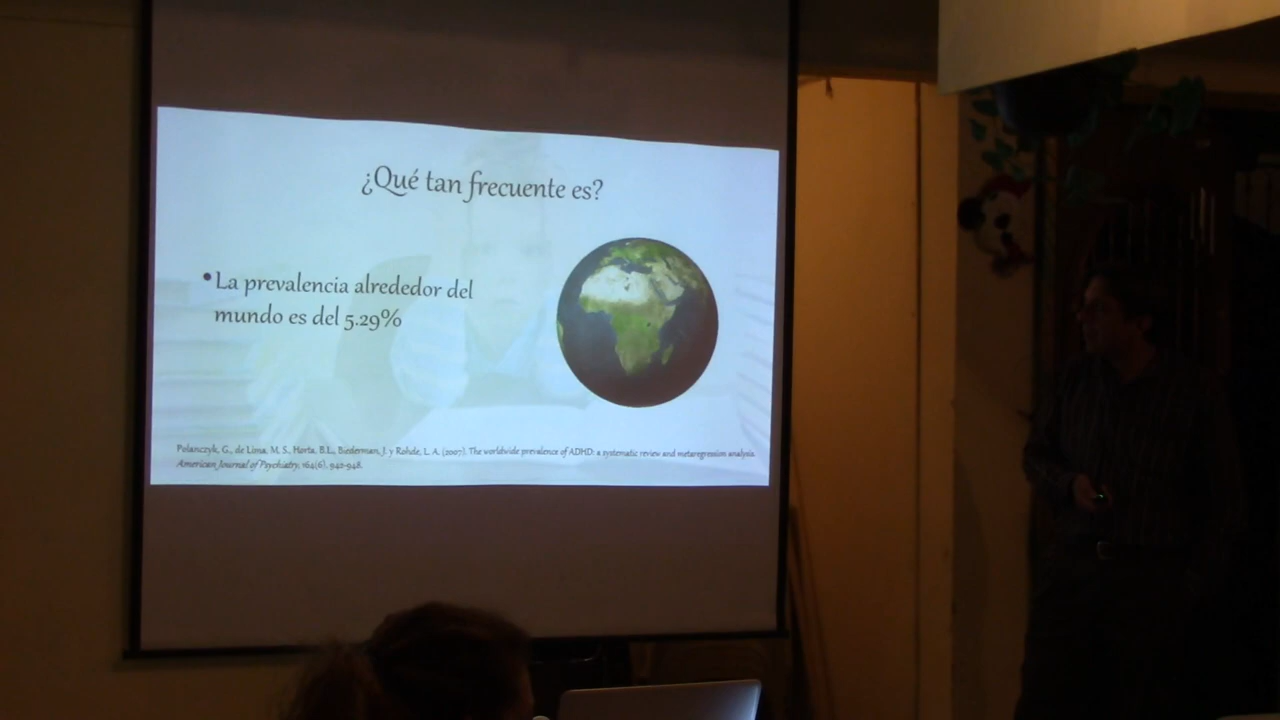 ¿Qué tan frecuente es?
• La prevalencia alrededor del
mundo es del 5.29%
Polanczyk, G., de Lima, M. S., Horta, B.L., Biederman, J. y Rohde, L. A. (2007). The worldwide prevalence of ADHD: a systematic review and metaregression analysis.
American Journal of Psychiatry, 164(6), 942-948.